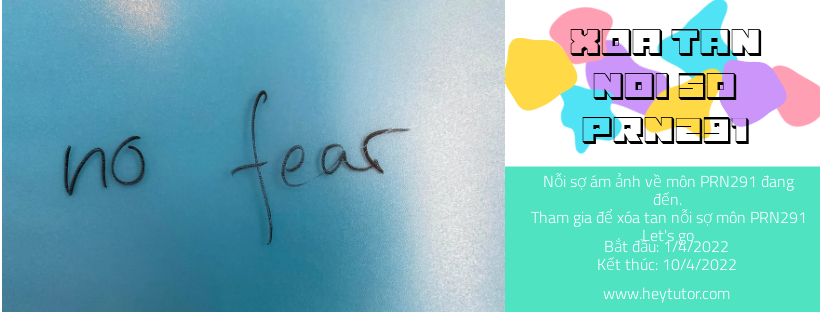 no fear
XOA TAN
NOI SO
PRN291
Nỗi sợ ám ảnh về môn PRN291 đang
đến.
Tham gia để xóa tan nỗi sợ môn PRN291
Let's go
Bắt đầu: 1/4/2022
Kết thúc: 10/4/2022
www.heytutor.com